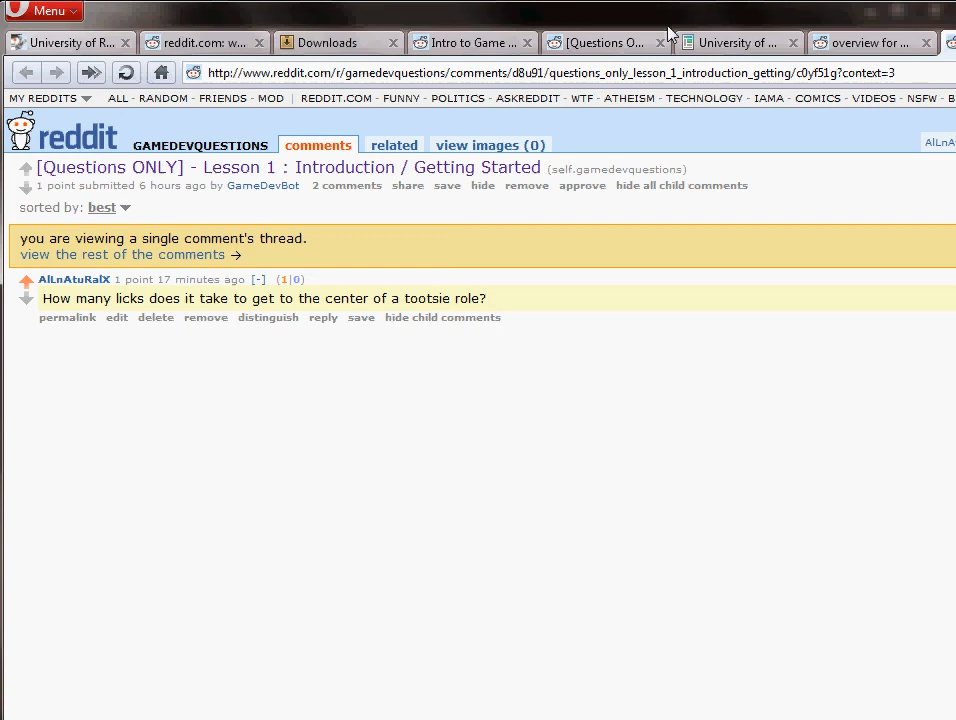 Menu
University of R...
reddit.com: w...
Downloads
Intro to Game ...
[Questions O...
University of ...
overview for ...
http://www.reddit.com/r/gamedevquestions/comments/d8u91/questions_only_lesson_1_introduction_getting/c0yf51g?context=3
MY REDDITS ALL - RANDOM - FRIENDS - MOD | REDDIT.COM - FUNNY - POLITICS - ASKREDDIT - WTF - ATHEISM - TECHNOLOGY - IAMA - COMICS - VIDEOS - NSFW - B
reddit GAMEDEVQUESTIONS comments related view images (0) AlLnA
[Questions ONLY] - Lesson 1 : Introduction / Getting Started (self.gamedevquestions)
1 point submitted 6 hours ago by GameDevBot 2 comments share save hide remove approve hide all child comments
sorted by: best
you are viewing a single comment's thread.
view the rest of the comments →
AlLnAtuRalX 1 point 17 minutes ago [-] (1|0)
How many licks does it take to get to the center of a tootsie role?
permalink edit delete remove distinguish reply save hide child comments